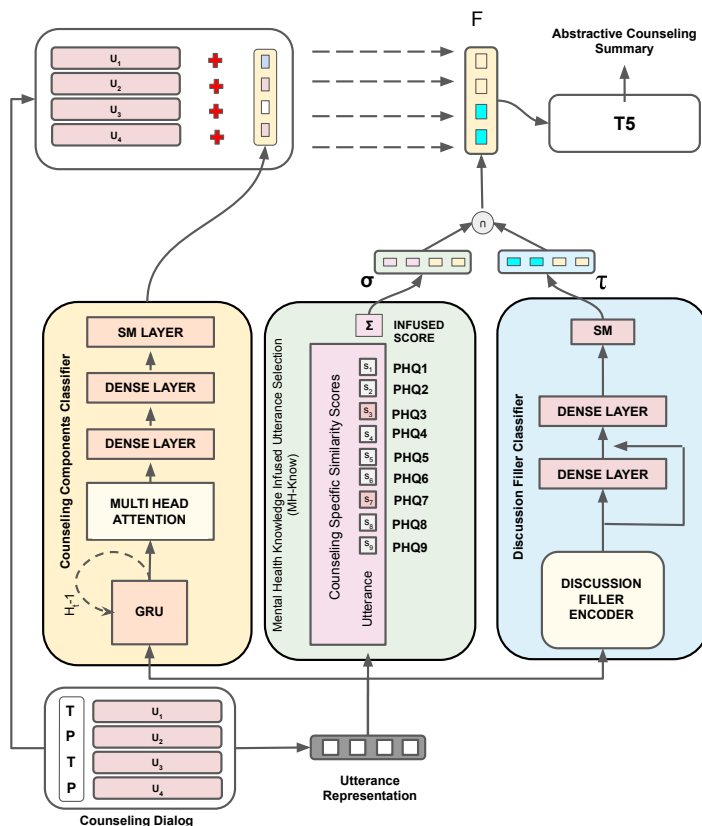 F
Abstractive Counseling
Summary
U1
U2
U3
U4
T5
∩
σ
τ
SM LAYER
DENSE LAYER
DENSE LAYER
MULTI HEAD
ATTENTION
GRU
Ht-1
Counseling Components Classifier
Σ
INFUSED
SCORE
Mental Health Knowledge Infused Utterance Selection
(MH-Know)
Counseling Specific Similarity Scores
Utterance
S1 PHQ1
S2 PHQ2
S3 PHQ3
S4 PHQ4
S5 PHQ5
S6 PHQ6
S7 PHQ7
S8 PHQ8
S9 PHQ9
SM
DENSE LAYER
DENSE LAYER
DISCUSSION
FILLER
ENCODER
Discussion Filler Classifier
T U1
P U2
T U3
P U4
Counseling Dialog
Utterance
Representation